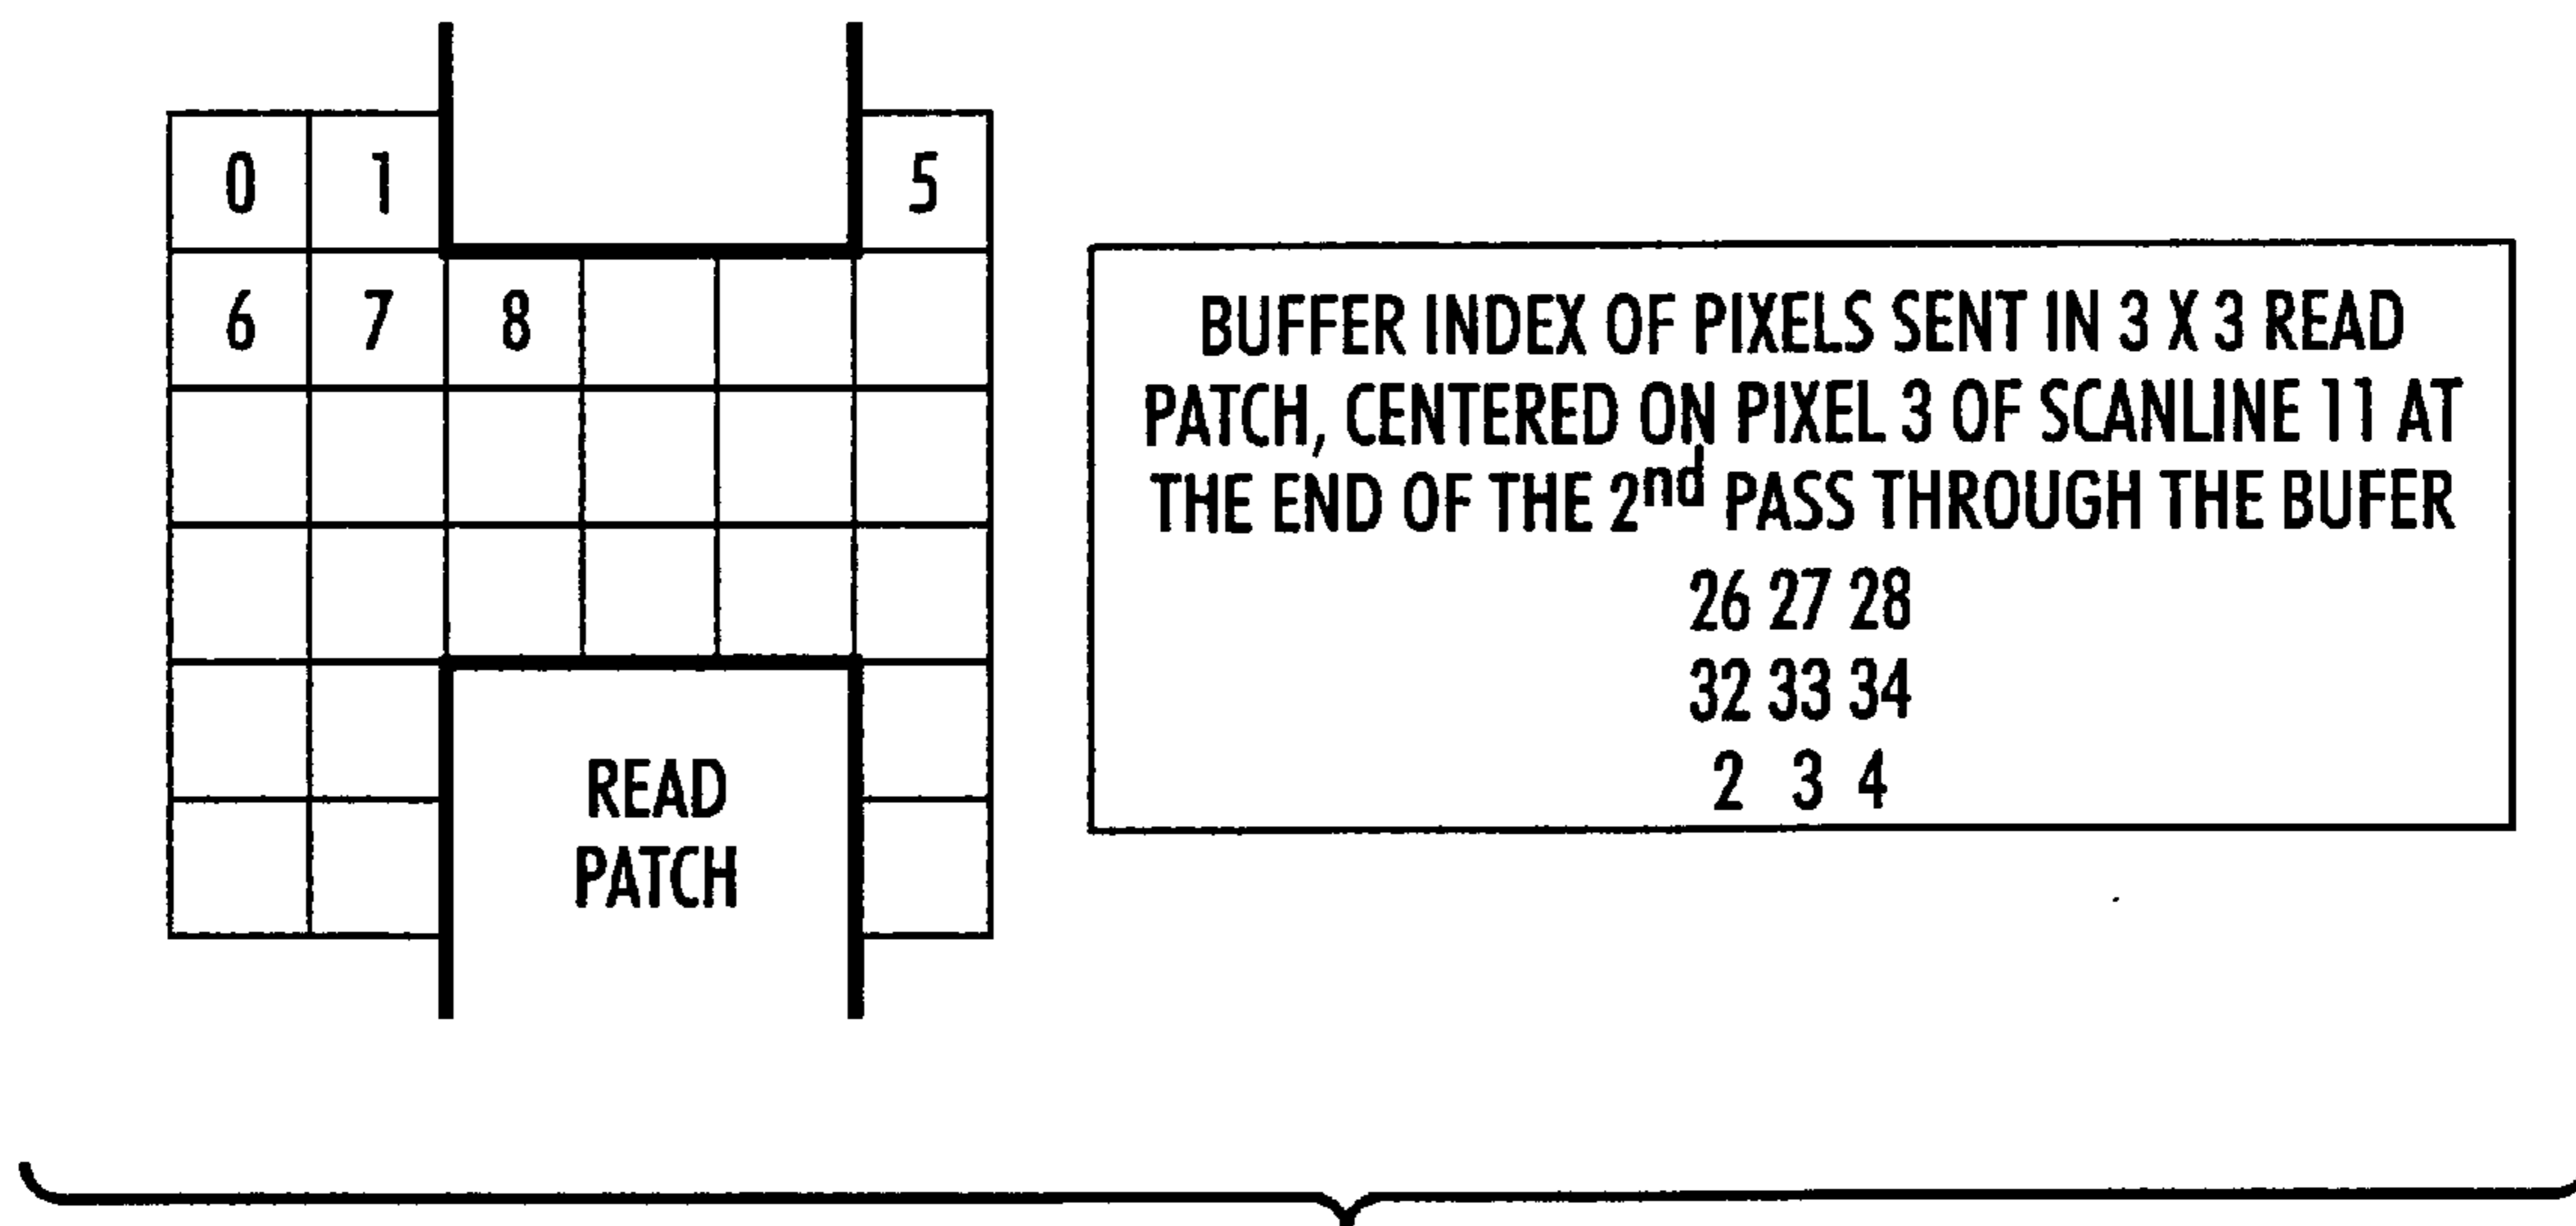 0 1 5
6 7 8
READ
PATCH
BUFFER INDEX OF PIXELS SENT IN 3 X 3 READ
PATCH, CENTERED ON PIXEL 3 OF SCANLINE 11 AT
THE END OF THE 2nd PASS THROUGH THE BUFER
26 27 28
32 33 34
2 3 4